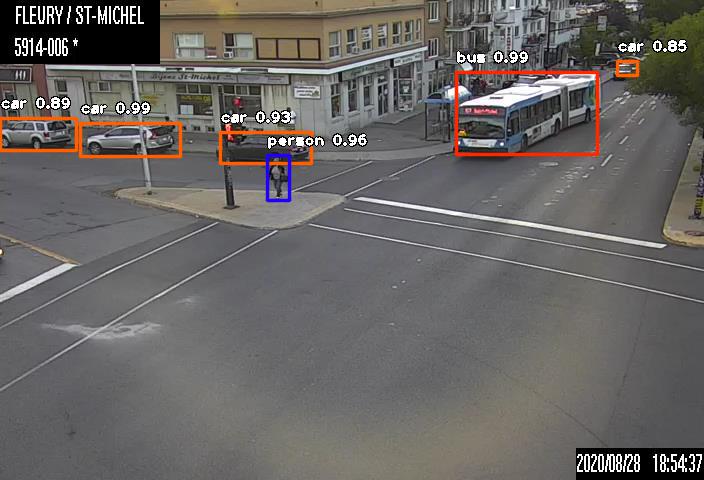 FLEURY / ST-MICHEL
5914-006 *
bus 0.99
car 0.85
car 0.89
car 0.99
car 0.93
person 0.96
2020/08/28 18:54:37